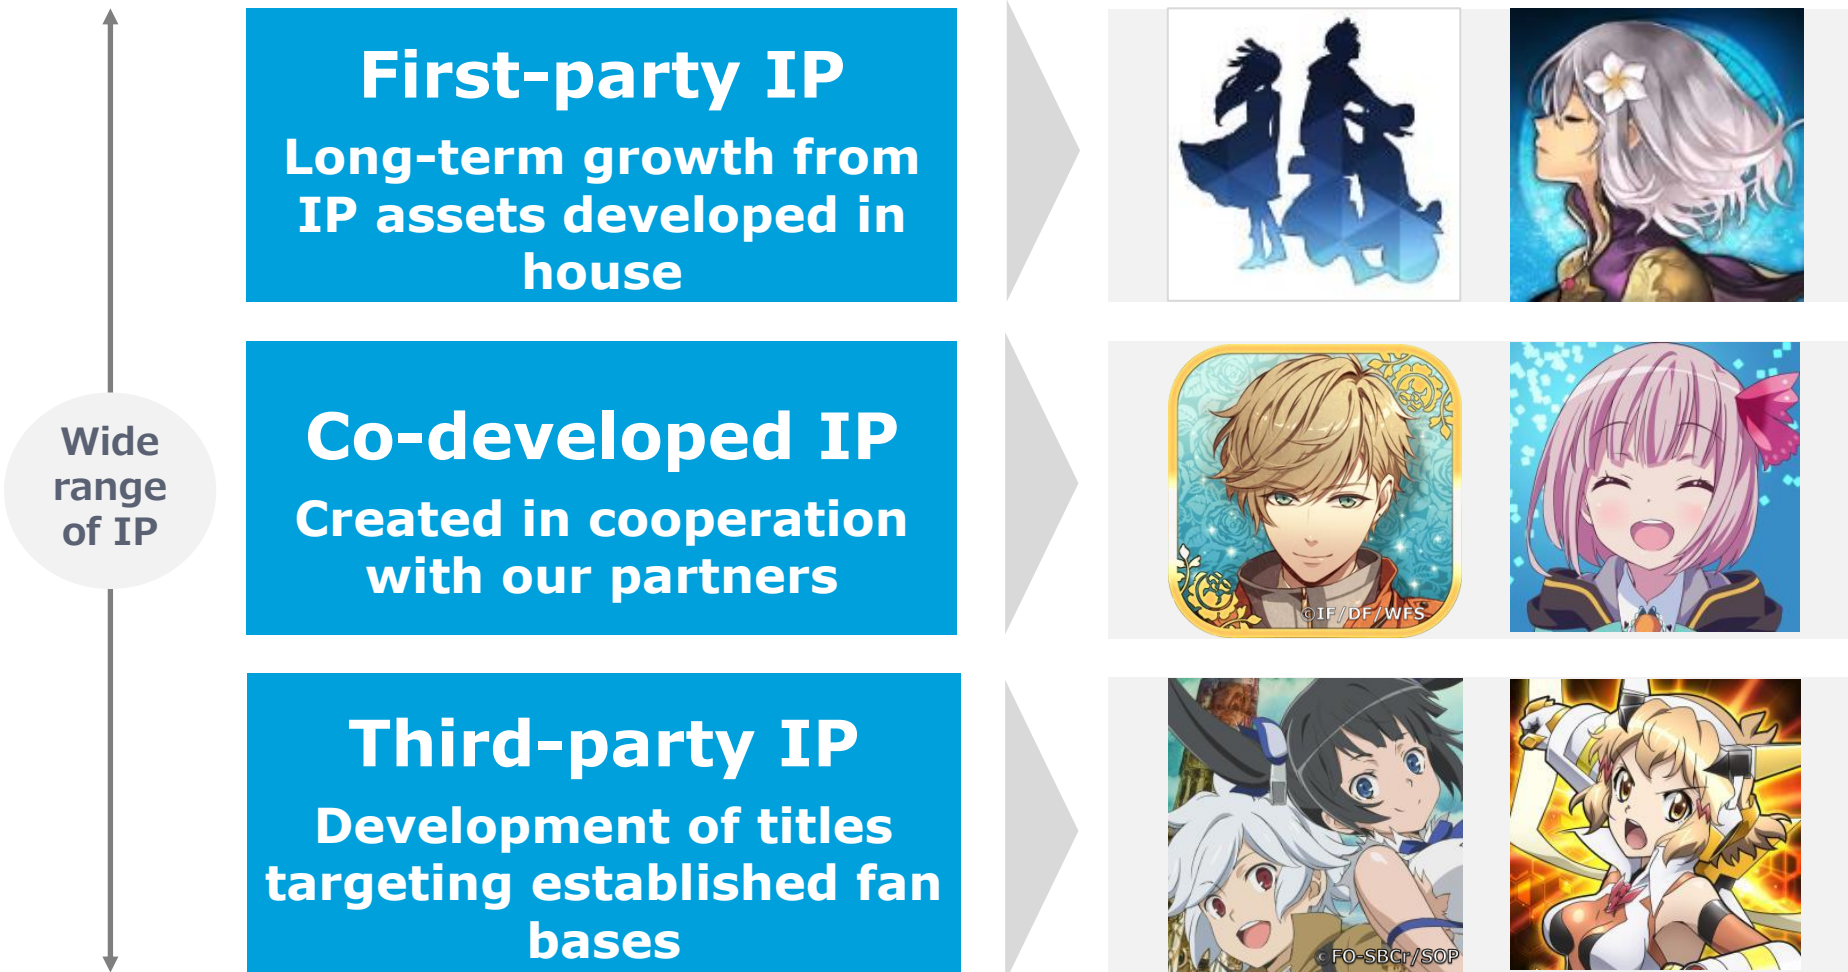 First-party IP
Long-term growth from
IP assets developed in
house
Wide
range
of IP
Co-developed IP
Created in cooperation
with our partners
©IF/DF/WFS
Third-party IP
Development of titles
targeting established fan
bases
© FO-SBCr/SOP